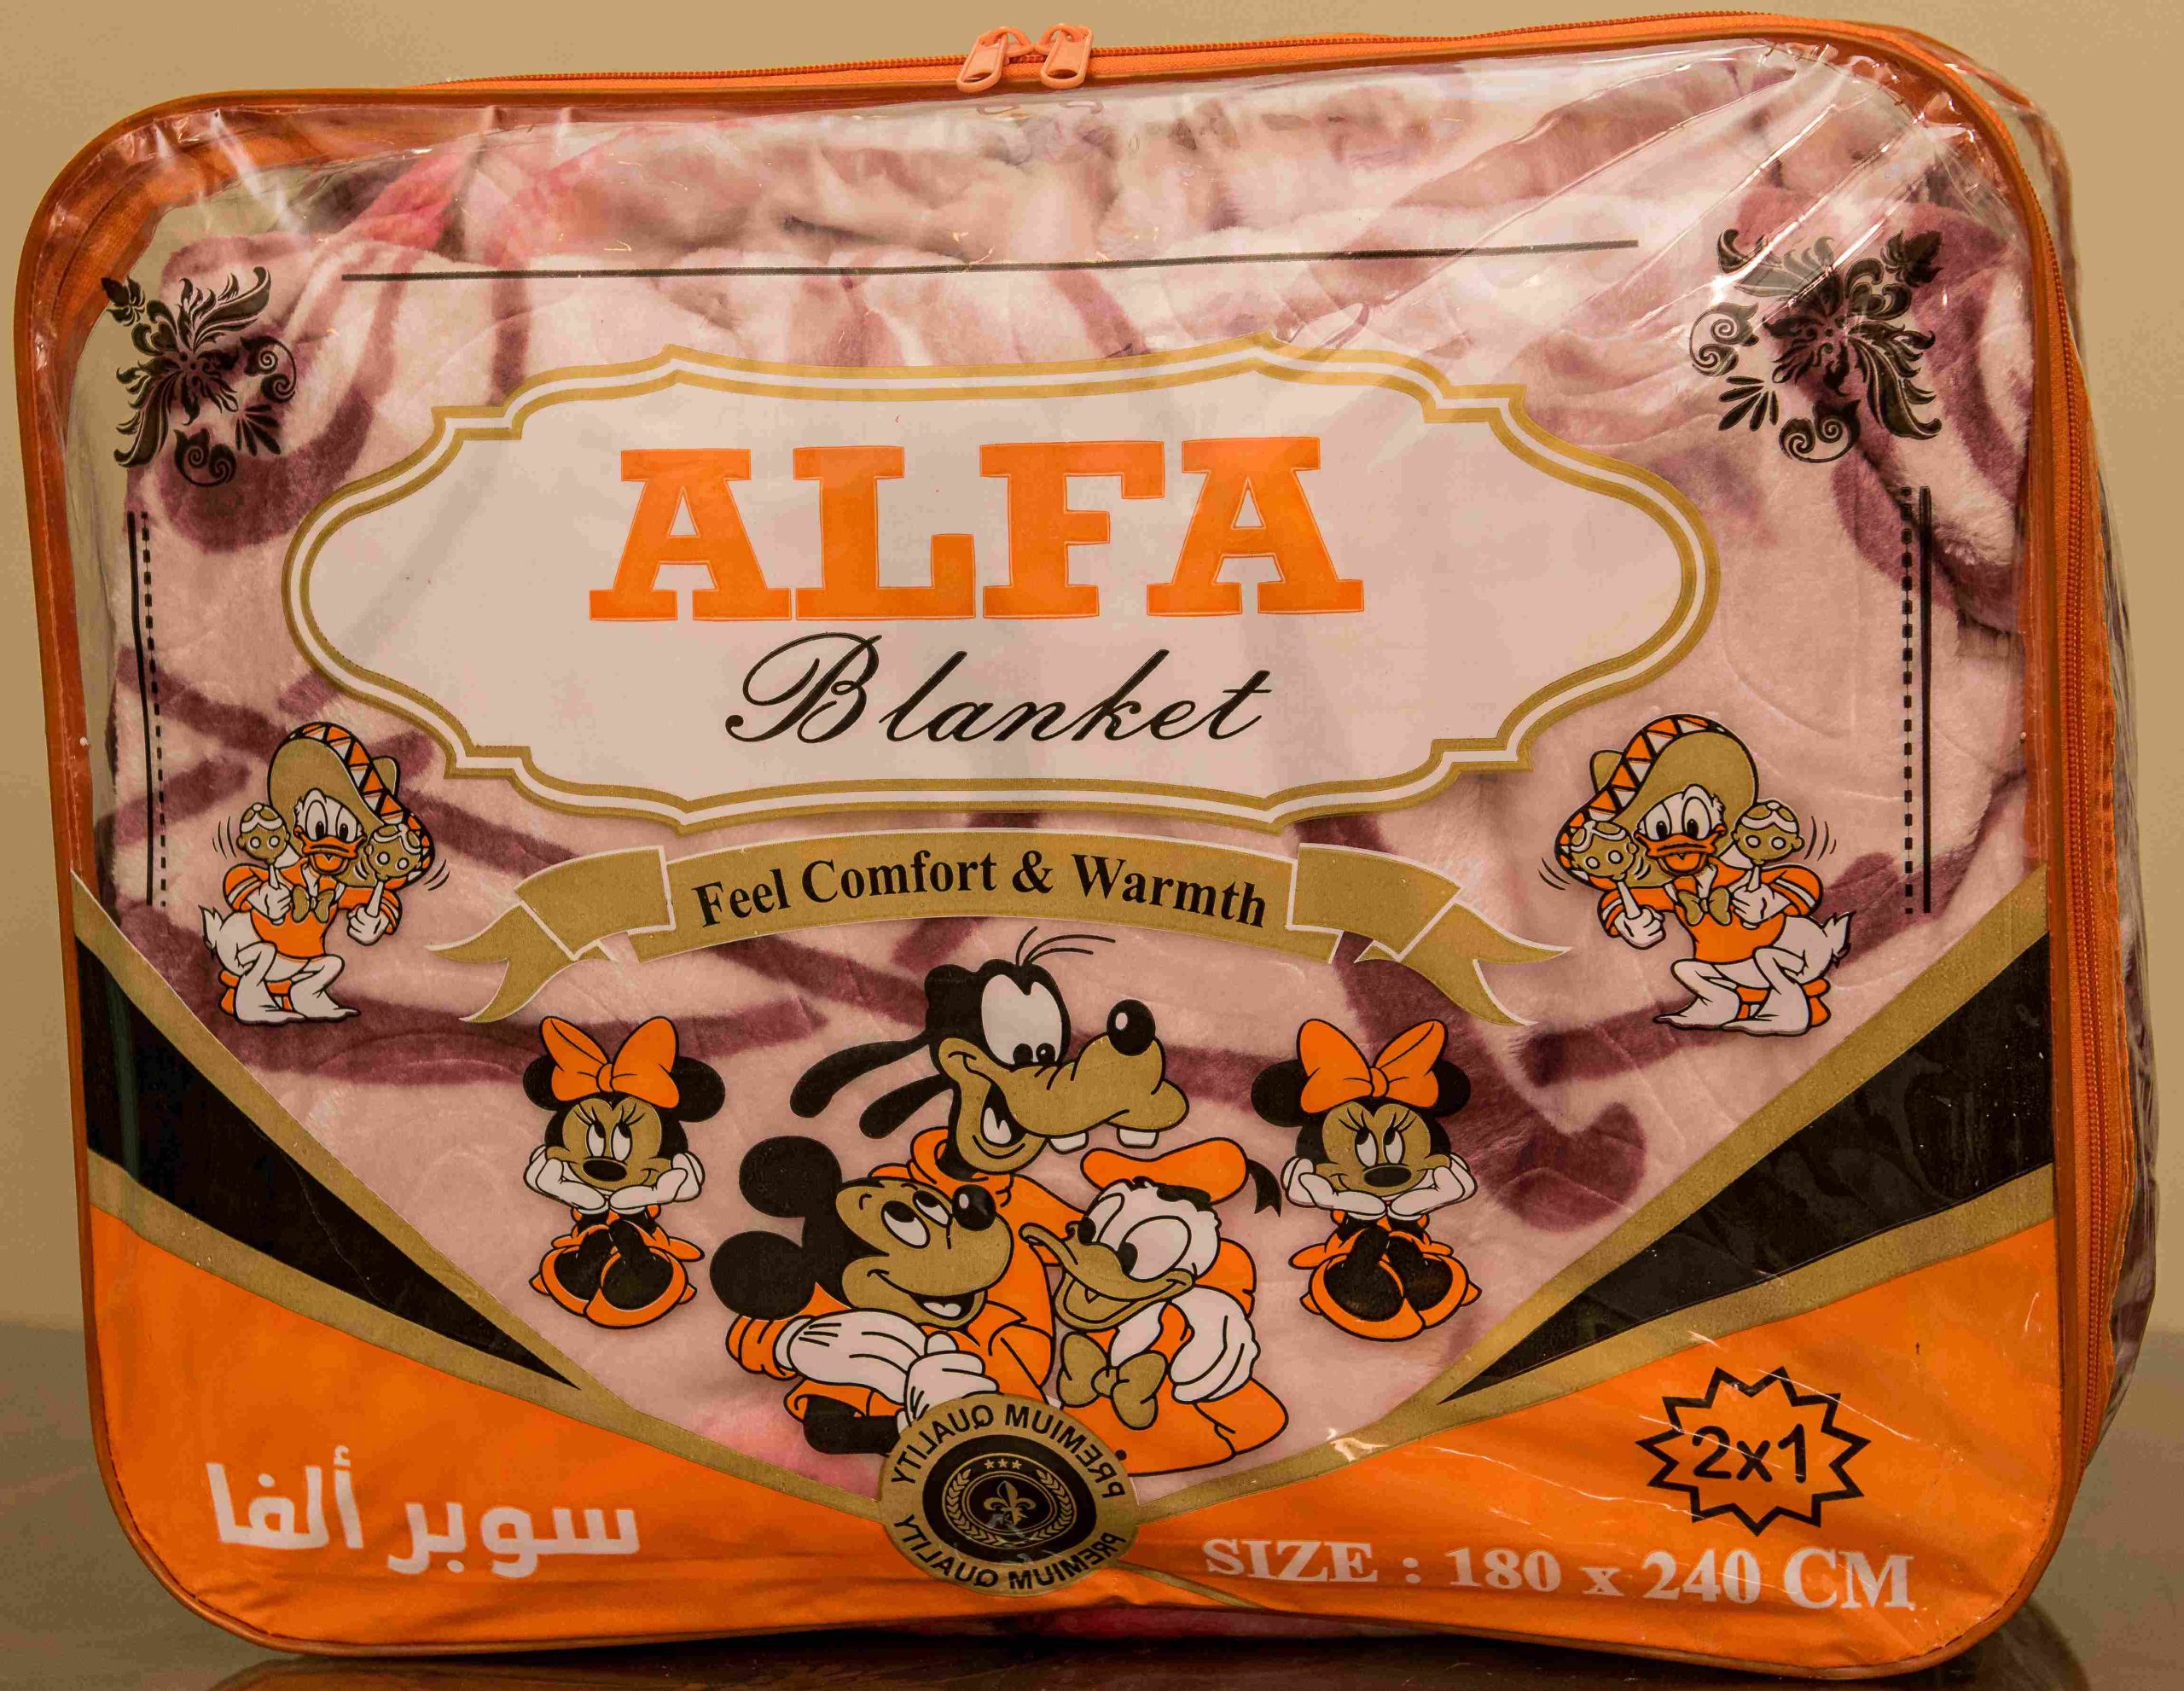 ALFA
Blanket
Feel Comfort & Warmth
PREMIUM QUALITY
PREMIUM QUALITY
2x1
سوبر ألفا
SIZE : 180 x 240 CM